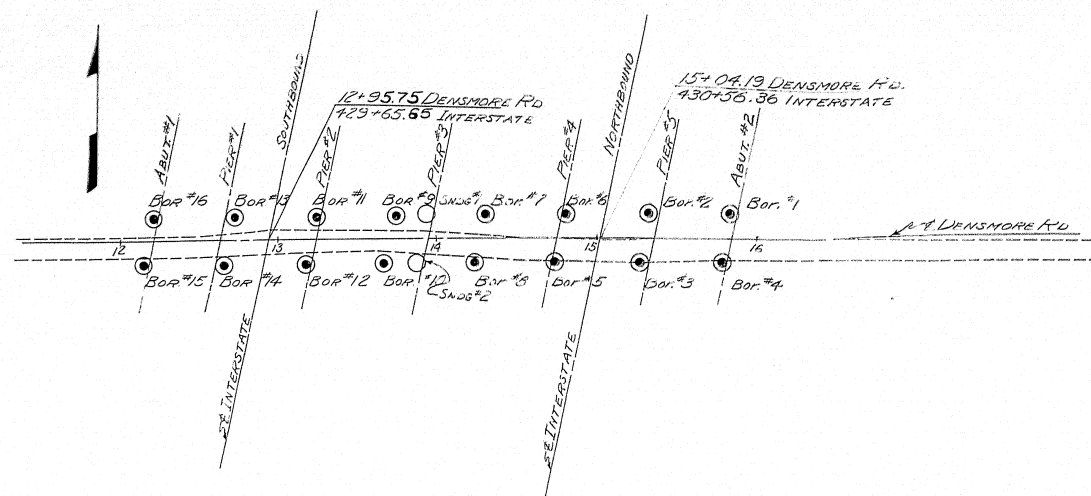 12+95.75 DENSMORE RD
429+65.65 INTERSTATE
15+04.19 DENSMORE RD.
430+56.36 INTERSTATE
SOUTHBOUND
NORTHBOUND
ABUT #1
PIER #1
PIER #2
PIER #3
PIER #4
PIER #5
ABUT. #2
BOR #16
BOR #13
BOR #11
BOR #9
SNDG #1
BOR. #7
BOR #6
BOR. #2
BOR. #1
DENSMORE RD
12
13
14
15
16
BOR #15
BOR #14
BOR #12
BOR.
SNDG #2
BOR #8
BOR #5
BOR. #3
BOR. #4
INTERSTATE
INTERSTATE